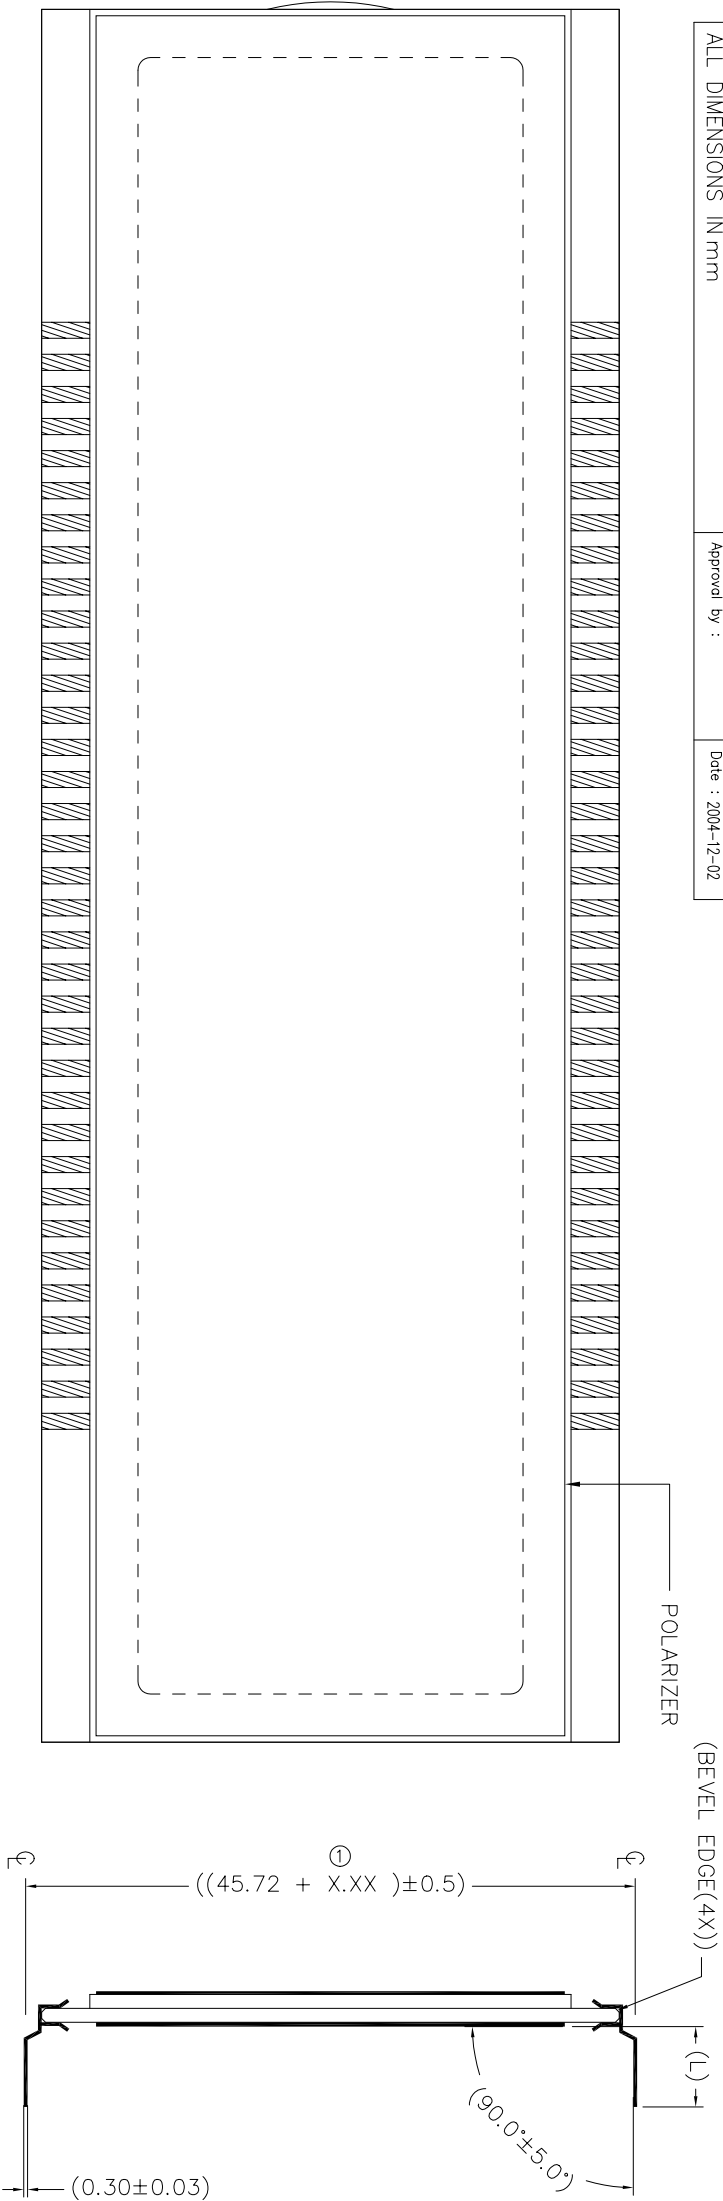 ALL DIMENSIONS IN mm
Approval by :
Date : 2004-12-02
POLARIZER
(BEVEL EDGE(4X))
①
((45.72 + X.XX )±0.5)
℄
℄
(L)
(90.0°±5.0°)
(0.30±0.03)